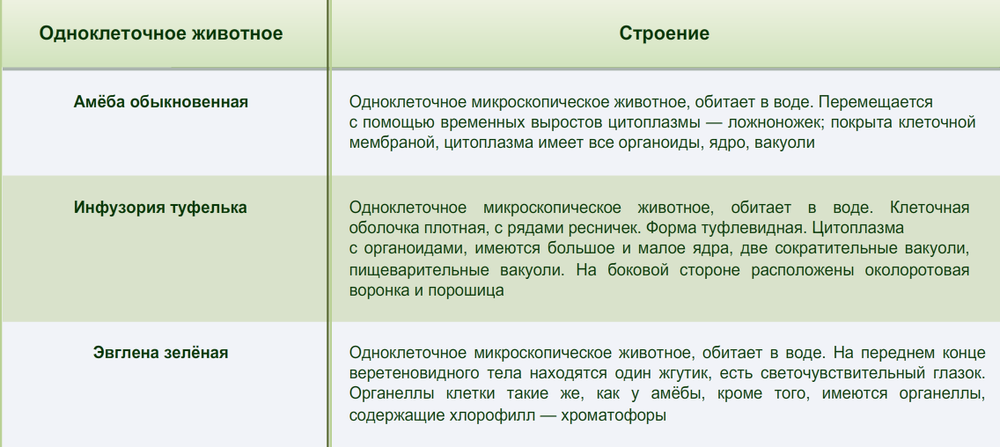 Одноклеточное животное
Строение
Амёба обыкновенная
Одноклеточное микроскопическое животное, обитает в воде. Перемещается
с помощью временных выростов цитоплазмы — ложноножек; покрыта клеточной
мембраной, цитоплазма имеет все органоиды, ядро, вакуоли
Инфузория туфелька
Одноклеточное микроскопическое животное, обитает в воде. Клеточная
оболочка плотная, с рядами ресничек. Форма туфлевидная. Цитоплазма
с органоидами, имеются большое и малое ядра, две сократительные вакуоли,
пищеварительные вакуоли. На боковой стороне расположены околоротовая
воронка и порошица
Эвглена зелёная
Одноклеточное микроскопическое животное, обитает в воде. На переднем конце
веретеновидного тела находятся один жгутик, есть светочувствительный глазок.
Органеллы клетки такие же, как у амёбы, кроме того, имеются органеллы,
содержащие хлорофилл — хроматофоры